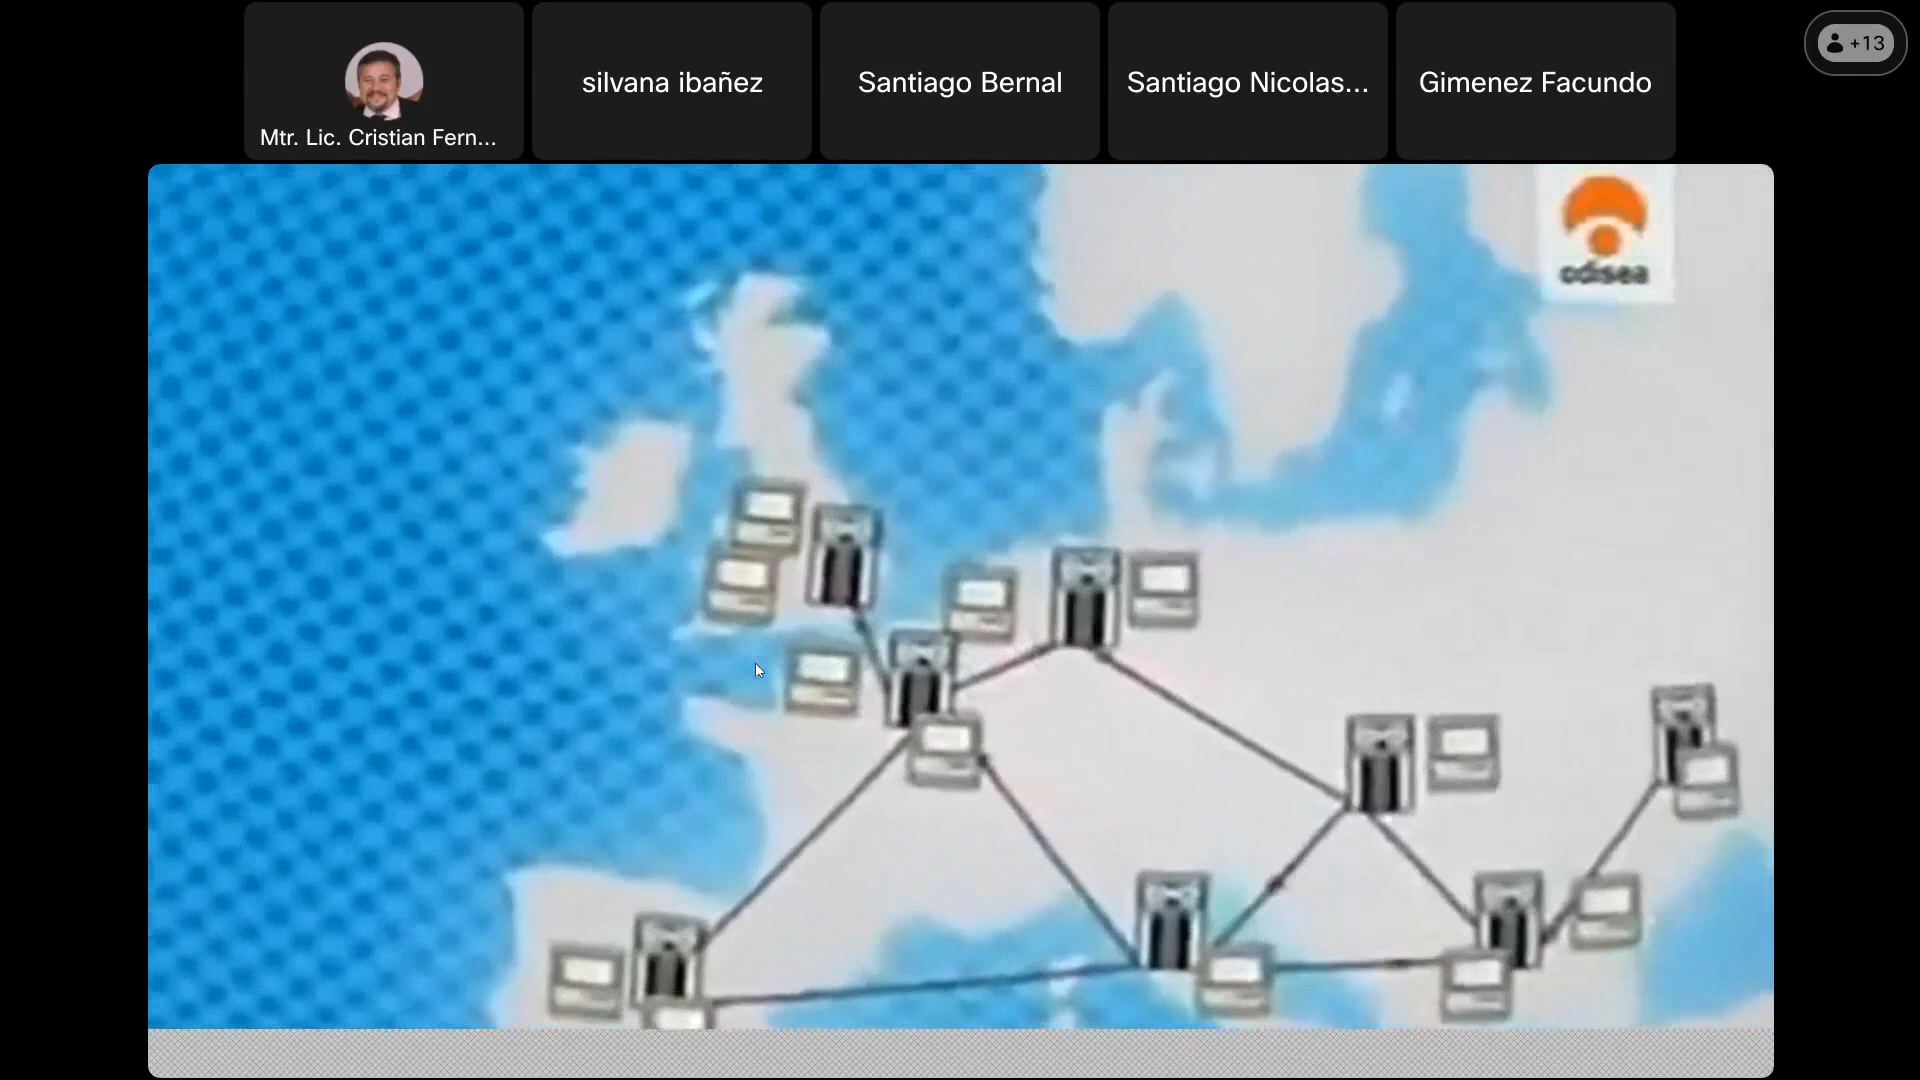 Mtr. Lic. Cristian Fern...
silvana ibañez
Santiago Bernal
Santiago Nicolas...
Gimenez Facundo
+13
odisea